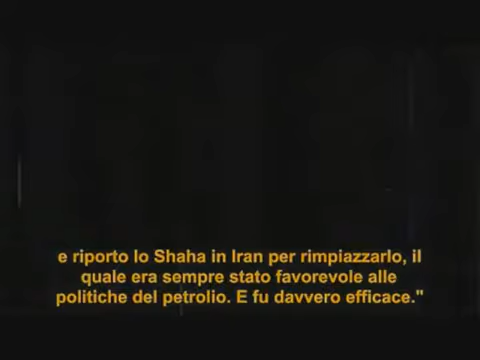 e riporto lo Shaha in Iran per rimpiazzarlo, il
quale era sempre stato favorevole alle
politiche del petrolio. E fu davvero efficace."